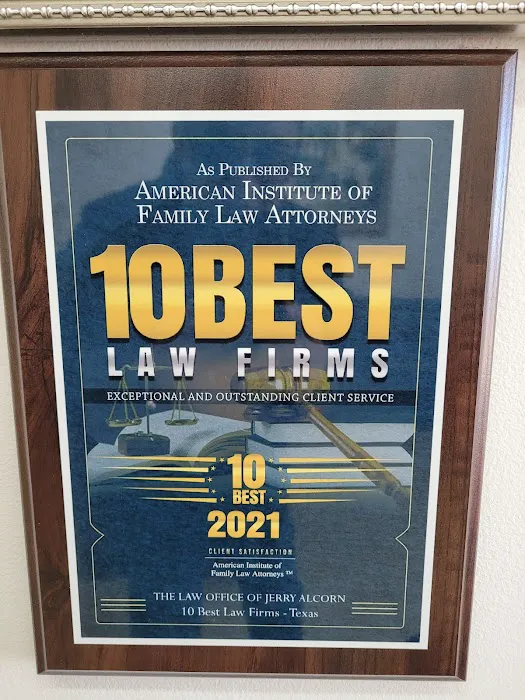 As Published By
American Institute of
Family Law Attorneys
10BEST
LAW FIRMS
EXCEPTIONAL AND OUTSTANDING CLIENT SERVICE
10
BEST
2021
CLIENT SATISFACTION
American Institute of
Family Law Attorneys ™
THE LAW OFFICE OF JERRY ALCORN
10 Best Law Firms - Texas